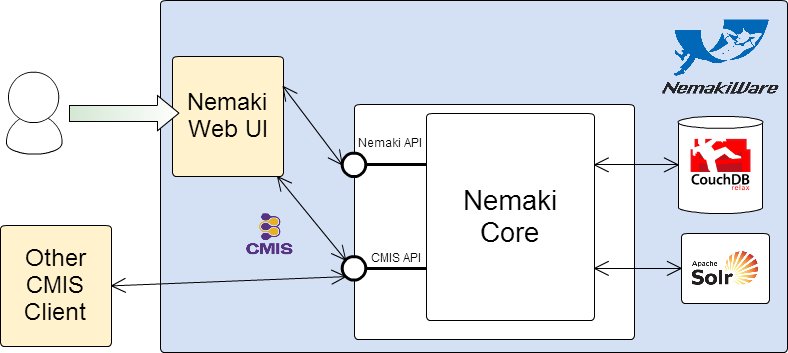 NemakiWare
Nemaki
Web UI
Nemaki API
Nemaki
Core
CouchDB
relax
CMIS
CMIS API
Apache
Solr
Other
CMIS
Client